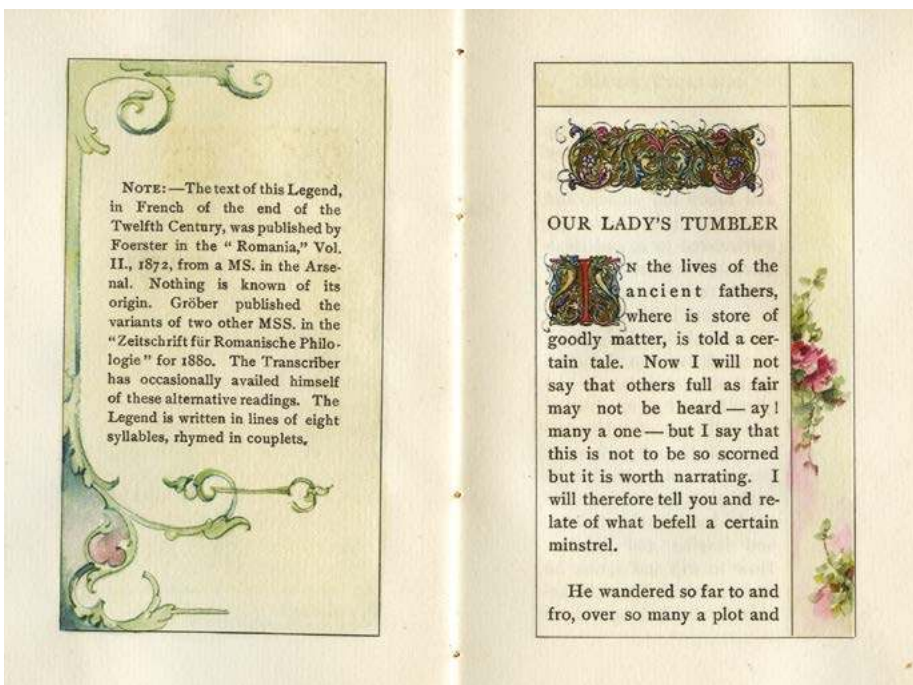 NOTE:—The text of this Legend,
in French of the end of the
Twelfth Century, was published by
Foerster in the “ Romania,” Vol.
II., 1872, from a MS. in the Arse-
nal. Nothing is known of its
origin. Gröber published the
variants of two other MSS. in the
“Zeitschrift für Romanische Philo-
logie” for 1880. The Transcriber
has occasionally availed himself
of these alternative readings. The
Legend is written in lines of eight
syllables, rhymed in couplets.
OUR LADY'S TUMBLER
IN the lives of the
ancient fathers,
where is store of
goodly matter, is told a cer-
tain tale. Now I will not
say that others full as fair
may not be heard — ay !
many a one — but I say that
this is not to be so scorned
but it is worth narrating. I
will therefore tell you and re-
late of what befell a certain
minstrel.
He wandered so far to and
fro, over so many a plot and